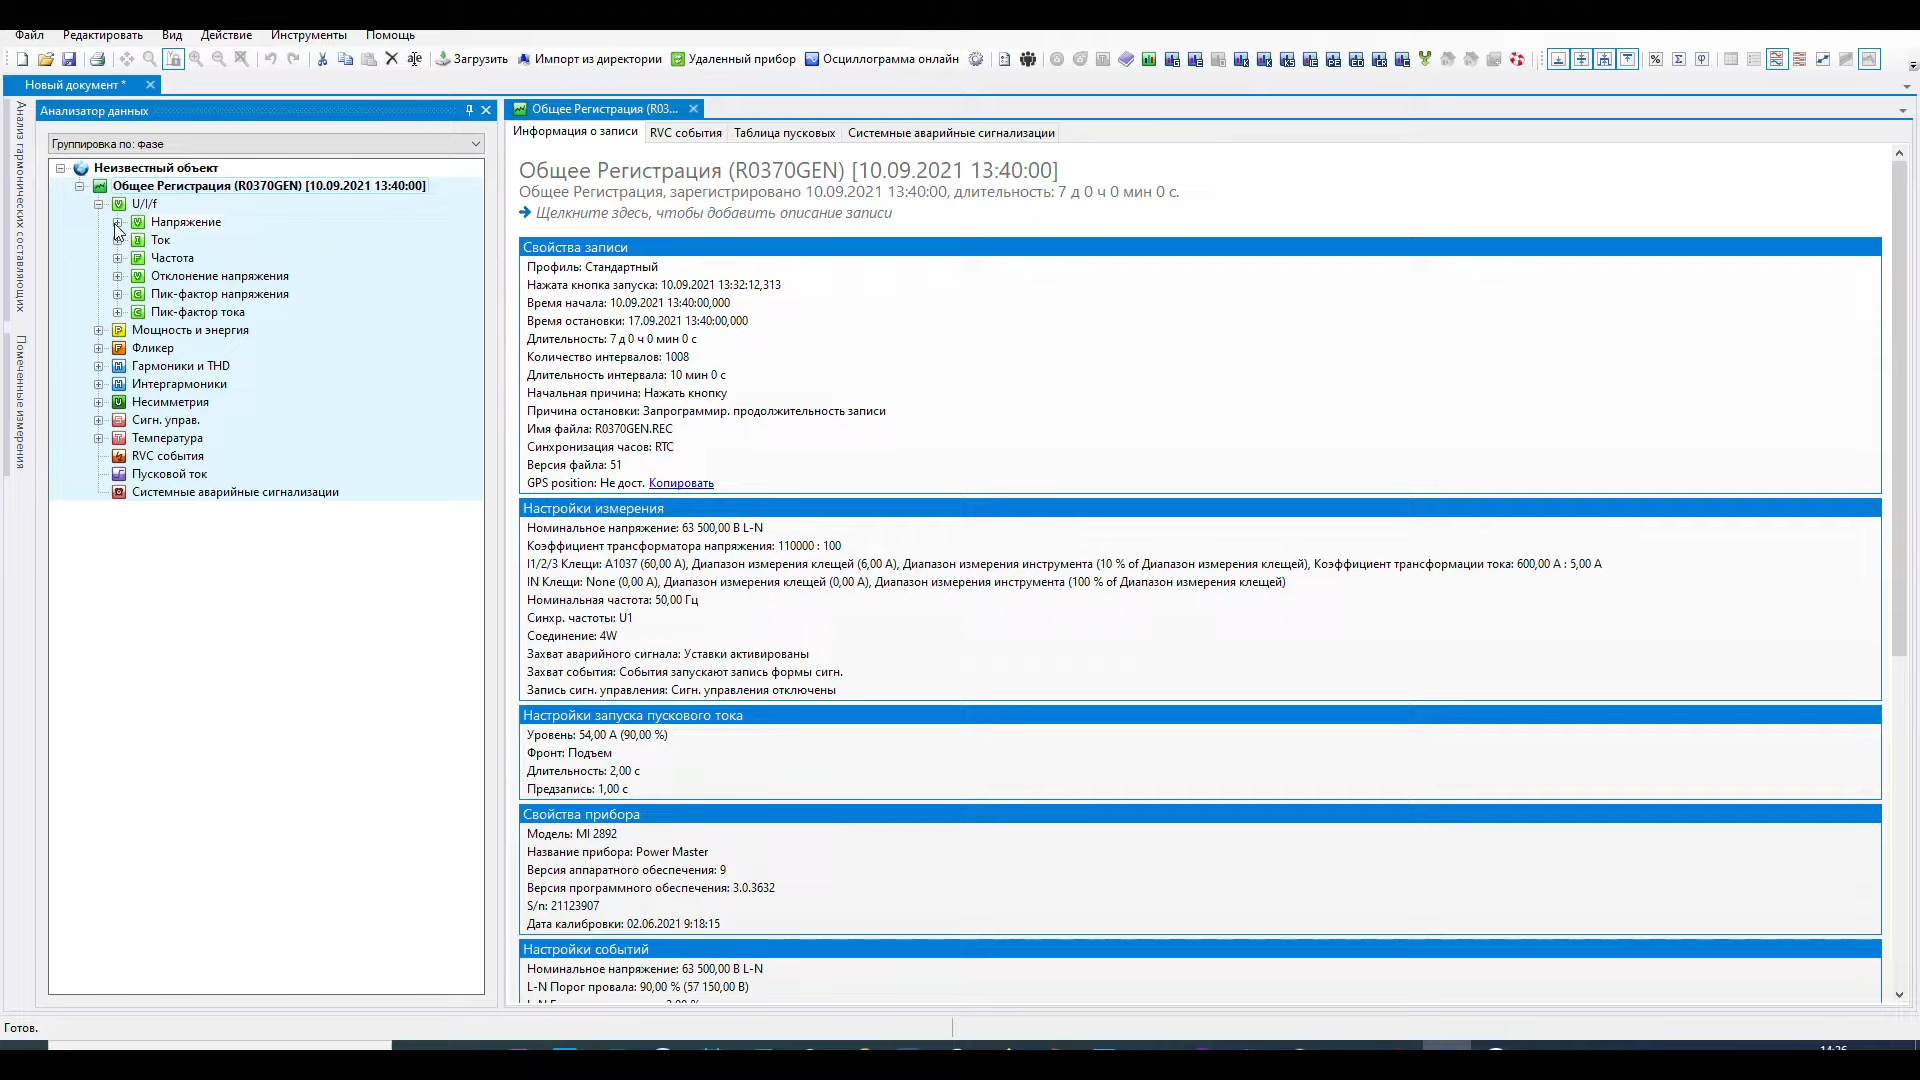 Файл Редактировать Вид Действие Инструменты Помощь
Загрузить Импорт из директории Удаленный прибор Осциллограмма онлайн
Новый документ *
Анализатор данных
Анализ гармонических составляющих
Помеченные измерения
Группировка по: фазе
Неизвестный объект
Общее Регистрация (R0370GEN) [10.09.2021 13:40:00]
U/I/f
Напряжение
Ток
Частота
Отклонение напряжения
Пик-фактор напряжения
Пик-фактор тока
Мощность и энергия
Фликер
Гармоники и THD
Интергармоники
Несимметрия
Сигн. управ.
Температура
RVC события
Пусковой ток
Системные аварийные сигнализации
Общее Регистрация (R03...
Информация о записи RVC события Таблица пусковых Системные аварийные сигнализации
Общее Регистрация (R0370GEN) [10.09.2021 13:40:00]
Общее Регистрация, зарегистрировано 10.09.2021 13:40:00, длительность: 7 д 0 ч 0 мин 0 с.
Щелкните здесь, чтобы добавить описание записи
Свойства записи
Профиль: Стандартный
Нажата кнопка запуска: 10.09.2021 13:32:12,313
Время начала: 10.09.2021 13:40:00,000
Время остановки: 17.09.2021 13:40:00,000
Длительность: 7 д 0 ч 0 мин 0 с
Количество интервалов: 1008
Длительность интервала: 10 мин 0 с
Начальная причина: Нажать кнопку
Причина остановки: Запрограммир. продолжительность записи
Имя файла: R0370GEN.REC
Синхронизация часов: RTC
Версия файла: 51
GPS position: Не дост. Копировать
Настройки измерения
Номинальное напряжение: 63 500,00 В L-N
Коэффициент трансформатора напряжения: 110000 : 100
I1/2/3 Клещи: A1037 (60,00 A), Диапазон измерения клещей (6,00 A), Диапазон измерения инструмента (10 % of Диапазон измерения клещей), Коэффициент трансформации тока: 600,00 A : 5,00 A
IN Клещи: None (0,00 A), Диапазон измерения клещей (0,00 A), Диапазон измерения инструмента (100 % of Диапазон измерения клещей)
Номинальная частота: 50,00 Гц
Синхр. частоты: U1
Соединение: 4W
Захват аварийного сигнала: Уставки активированы
Захват события: События запускают запись формы сигн.
Запись сигн. управления: Сигн. управления отключены
Настройки запуска пускового тока
Уровень: 54,00 A (90,00 %)
Фронт: Подъем
Длительность: 2,00 с
Предзапись: 1,00 с
Свойства прибора
Модель: MI 2892
Название прибора: Power Master
Версия аппаратного обеспечения: 9
Версия программного обеспечения: 3.0.3632
S/n: 21123907
Дата калибровки: 02.06.2021 9:18:15
Настройки событий
Номинальное напряжение: 63 500,00 В L-N
L-N Порог провала: 90,00 % (57 150,00 В)
Готов.